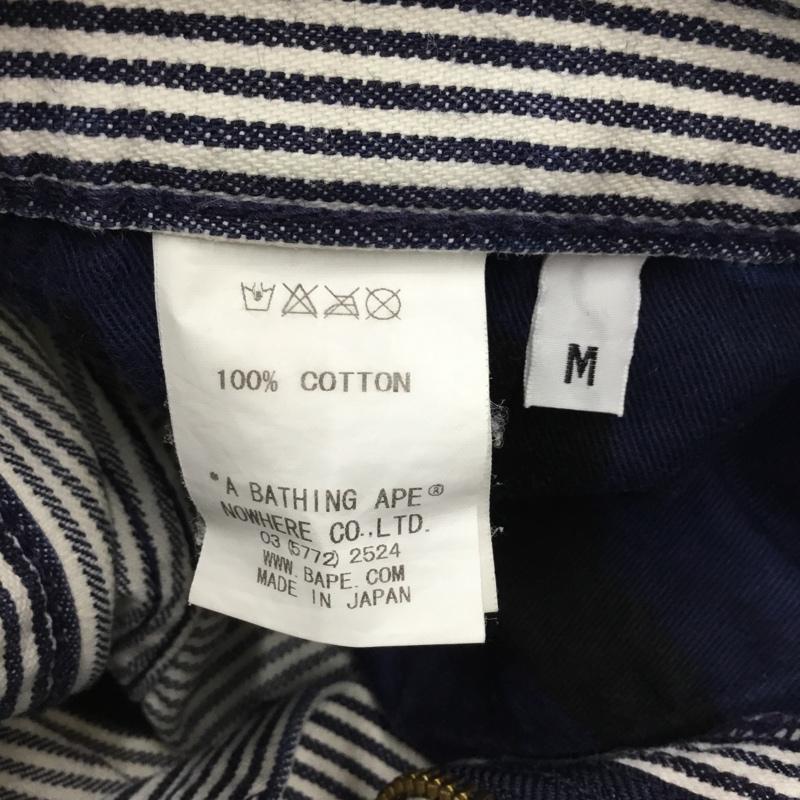 100% COTTON
M
"A BATHING APE®
NOWHERE CO.,LTD.
03 (5772) 2524
WWW. BAPE. COM
MADE IN JAPAN